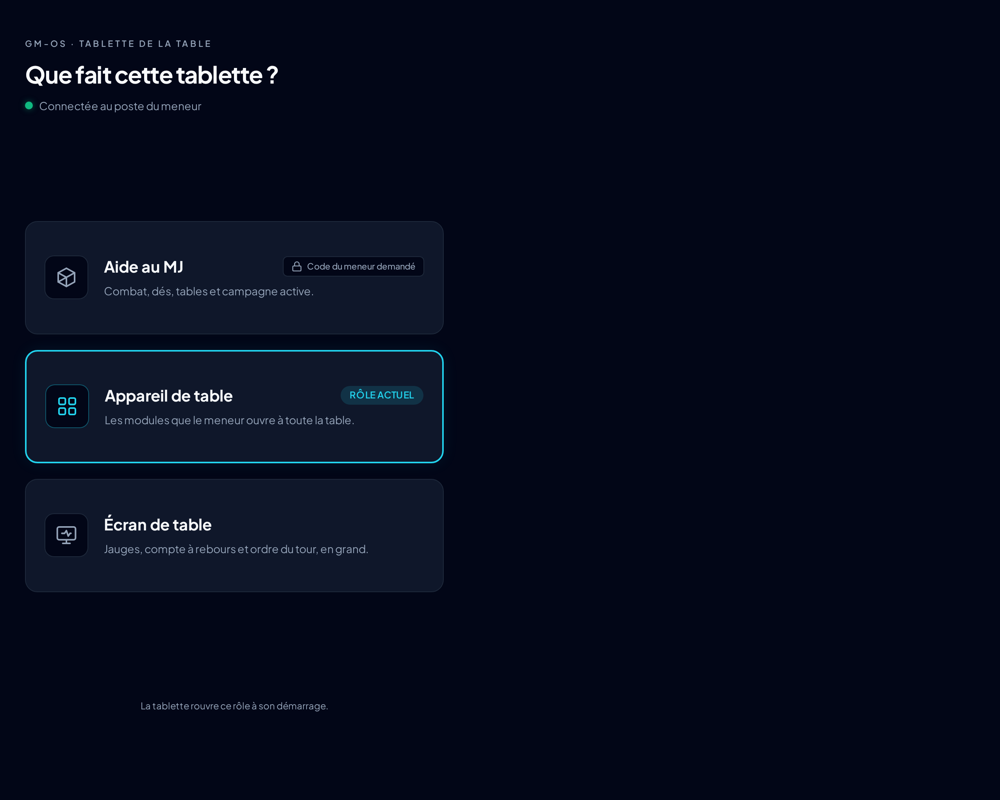 GM-OS · TABLETTE DE LA TABLE
Que fait cette tablette ?
Connectée au poste du meneur
Aide au MJ
Code du meneur demandé
Combat, dés, tables et campagne active.
Appareil de table
RÔLE ACTUEL
Les modules que le meneur ouvre à toute la table.
Écran de table
Jauges, compte à rebours et ordre du tour, en grand.
La tablette rouvre ce rôle à son démarrage.